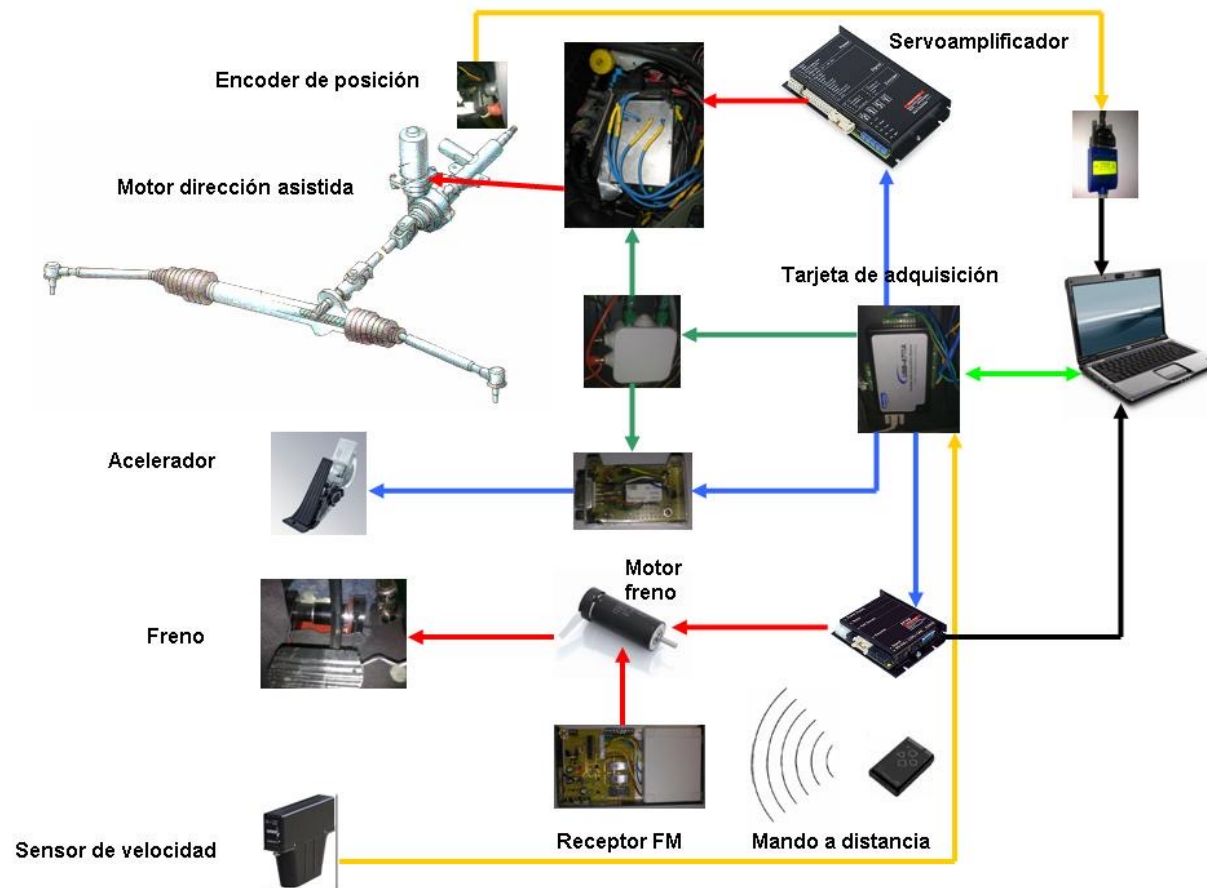 Servoamplificador
Encoder de posición
Motor dirección asistida
Tarjeta de adquisición
Acelerador
Motor
freno
Freno
Receptor FM
Mando a distancia
Sensor de velocidad